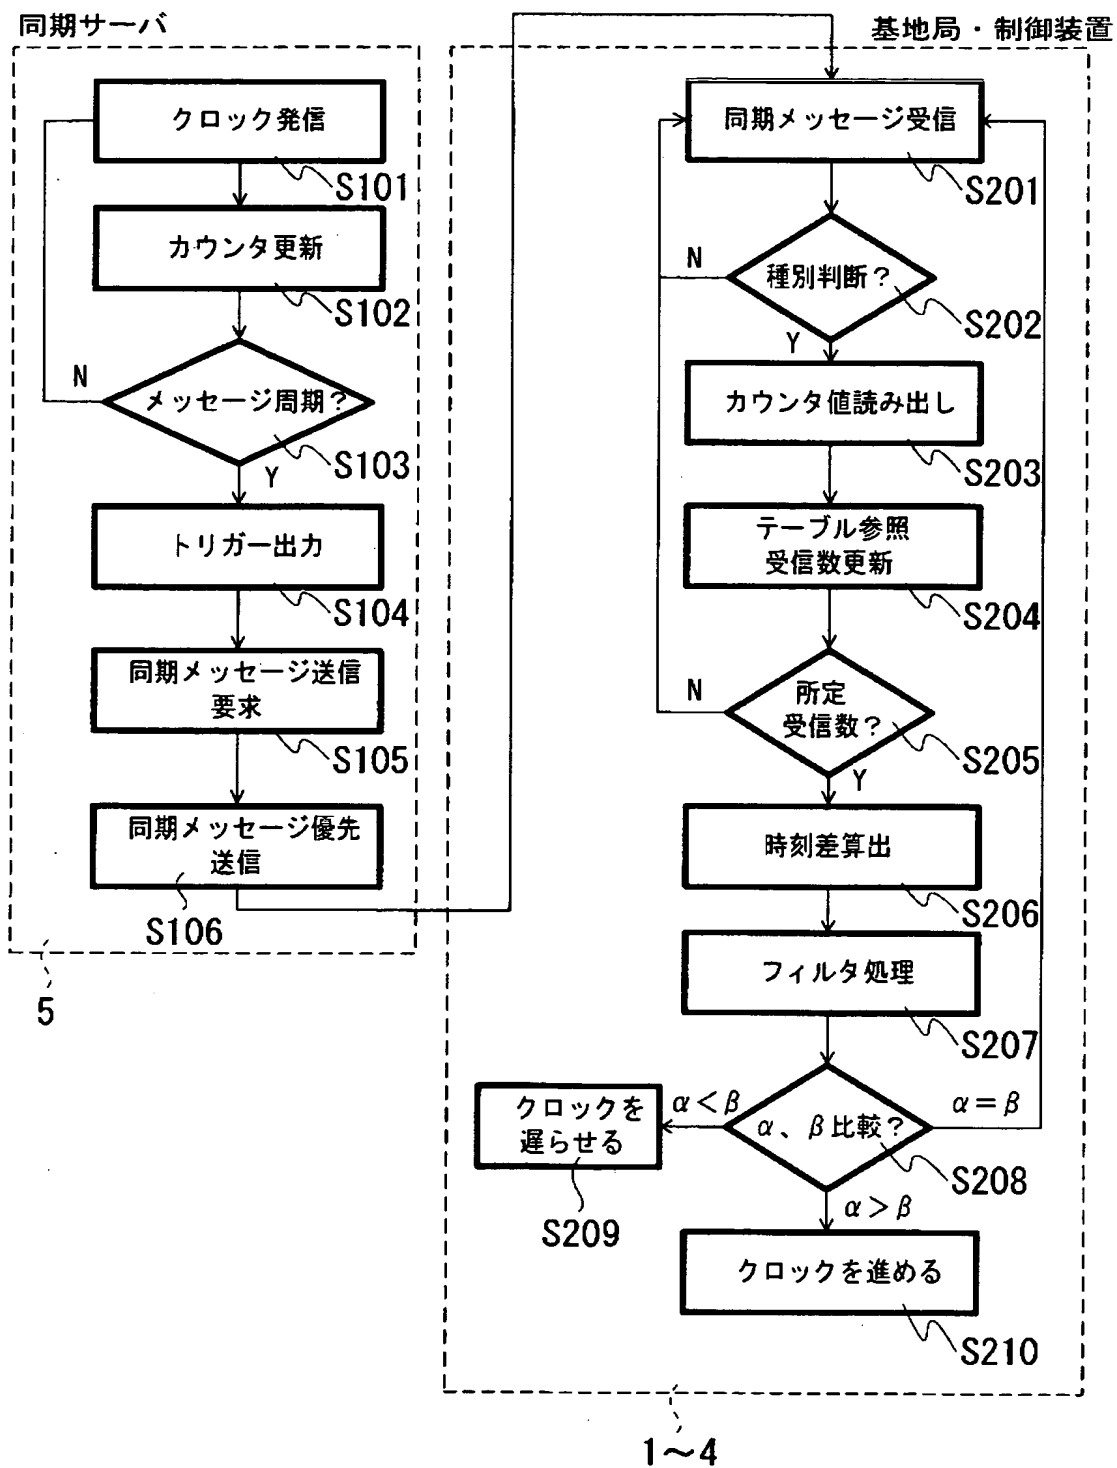 同期サーバ
クロック発信
S101
カウンタ更新
S102
N
メッセージ周期?
S103
Y
トリガー出力
S104
同期メッセージ送信
要求
S105
同期メッセージ優先
送信
S106
5
基地局・制御装置
同期メッセージ受信
S201
N
種別判断?
S202
Y
カウンタ値読み出し
S203
テーブル参照
受信数更新
S204
N
所定
受信数?
S205
Y
時刻差算出
S206
フィルタ処理
S207
クロックを
遅らせる
S209
α<β
α、β比較?
α=β
S208
α>β
クロックを進める
S210
1〜4